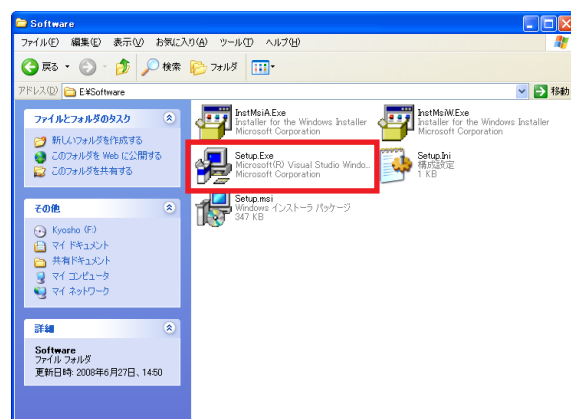 Software
ファイル(F) 編集(E) 表示(V) お気に入り(A) ツール(T) ヘルプ(H)
戻る 検索 フォルダ
アドレス(D) E:¥Software 移動
ファイルとフォルダのタスク
新しいフォルダを作成する
このフォルダを Web に公開する
このフォルダを共有する
その他
Kyosho (F:)
マイ ドキュメント
共有ドキュメント
マイ コンピュータ
マイ ネットワーク
詳細
Software
ファイル フォルダ
更新日時: 2008年6月27日、14:50
InstMsiA.Exe
Installer for the Windows Installer
Microsoft Corporation
InstMsiW.Exe
Installer for the Windows Installer
Microsoft Corporation
Setup.Exe
Microsoft(R) Visual Studio Windo...
Microsoft Corporation
Setup.Ini
構成設定
1 KB
Setup.msi
Windows インストーラ パッケージ
347 KB